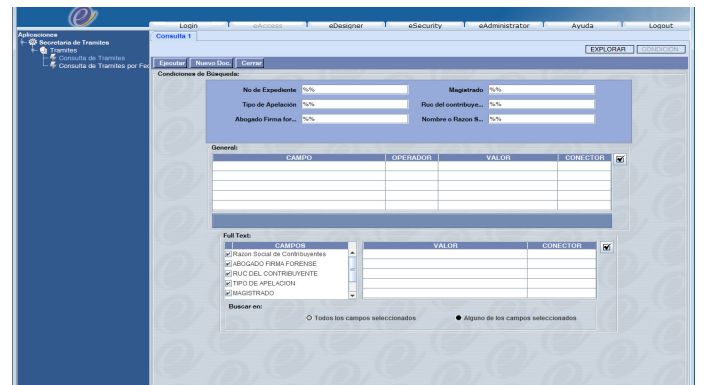 Login eAccess eDesigner eSecurity eAdministrator Ayuda Logout
Aplicaciones
Secretaria de Tramites
Tramites
Consulta de Tramites
Consulta de Tramites por Fec
Consulta 1
EXPLORAR CONDICION
Ejecutar Nuevo Doc. Cerrar
Condiciones de Búsqueda:
No de Expediente %% Magistrado %%
Tipo de Apelación %% Ruc del contribuye... %%
Abogado Firma for... %% Nombre o Razon S... %%
General:
CAMPO OPERADOR VALOR CONECTOR
Full Text:
CAMPOS VALOR CONECTOR
Razon Social de Contribuyentes
ABOGADO FIRMA FORENSE
RUC DEL CONTRIBUYENTE
TIPO DE APELACION
MAGISTRADO
Buscar en:
Todos los campos seleccionados Alguno de los campos seleccionados